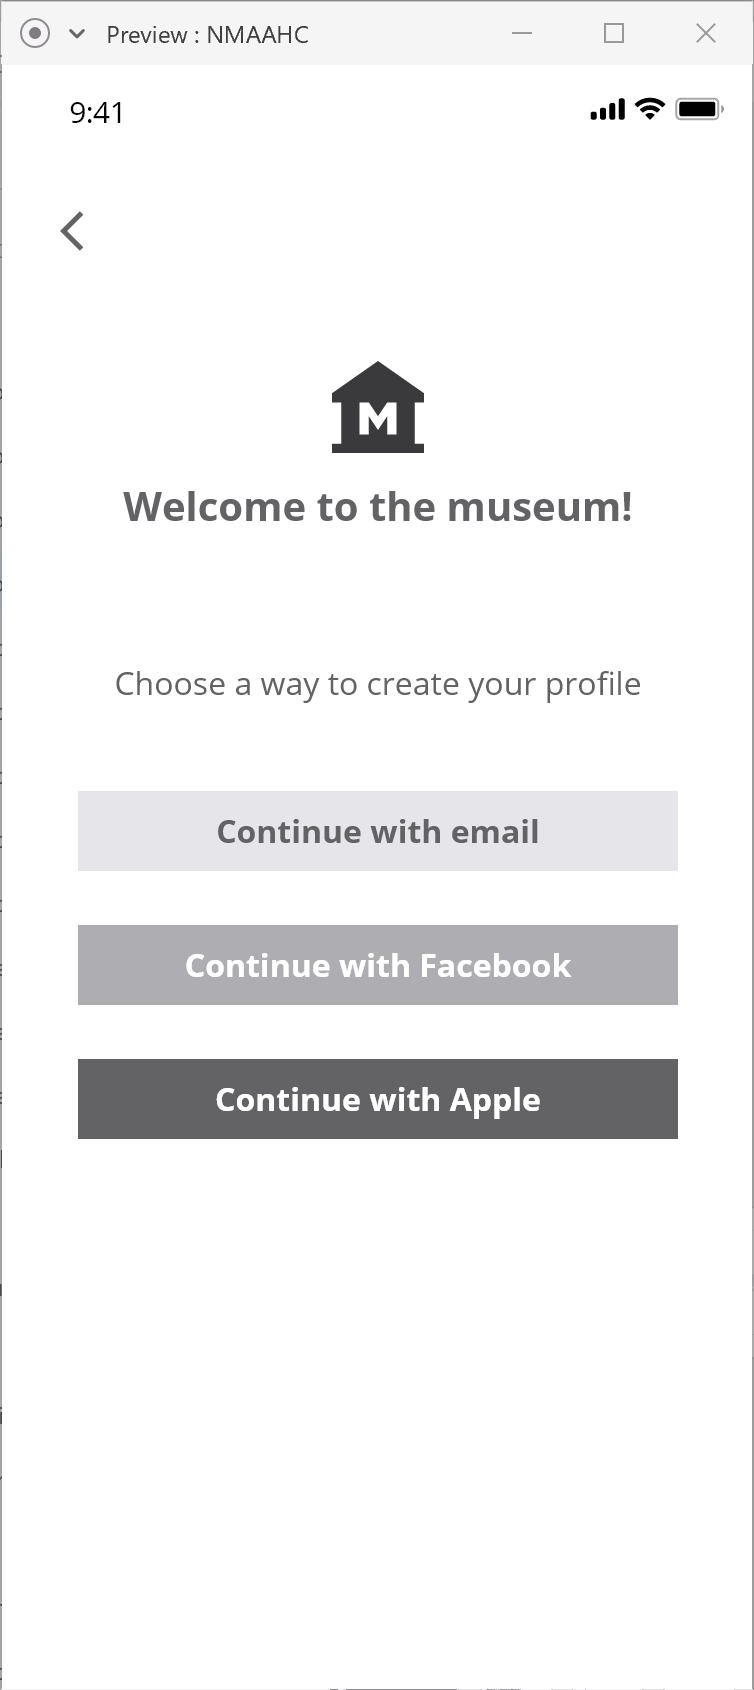 Preview : NMAAHC
9:41
M
Welcome to the museum!
Choose a way to create your profile
Continue with email
Continue with Facebook
Continue with Apple